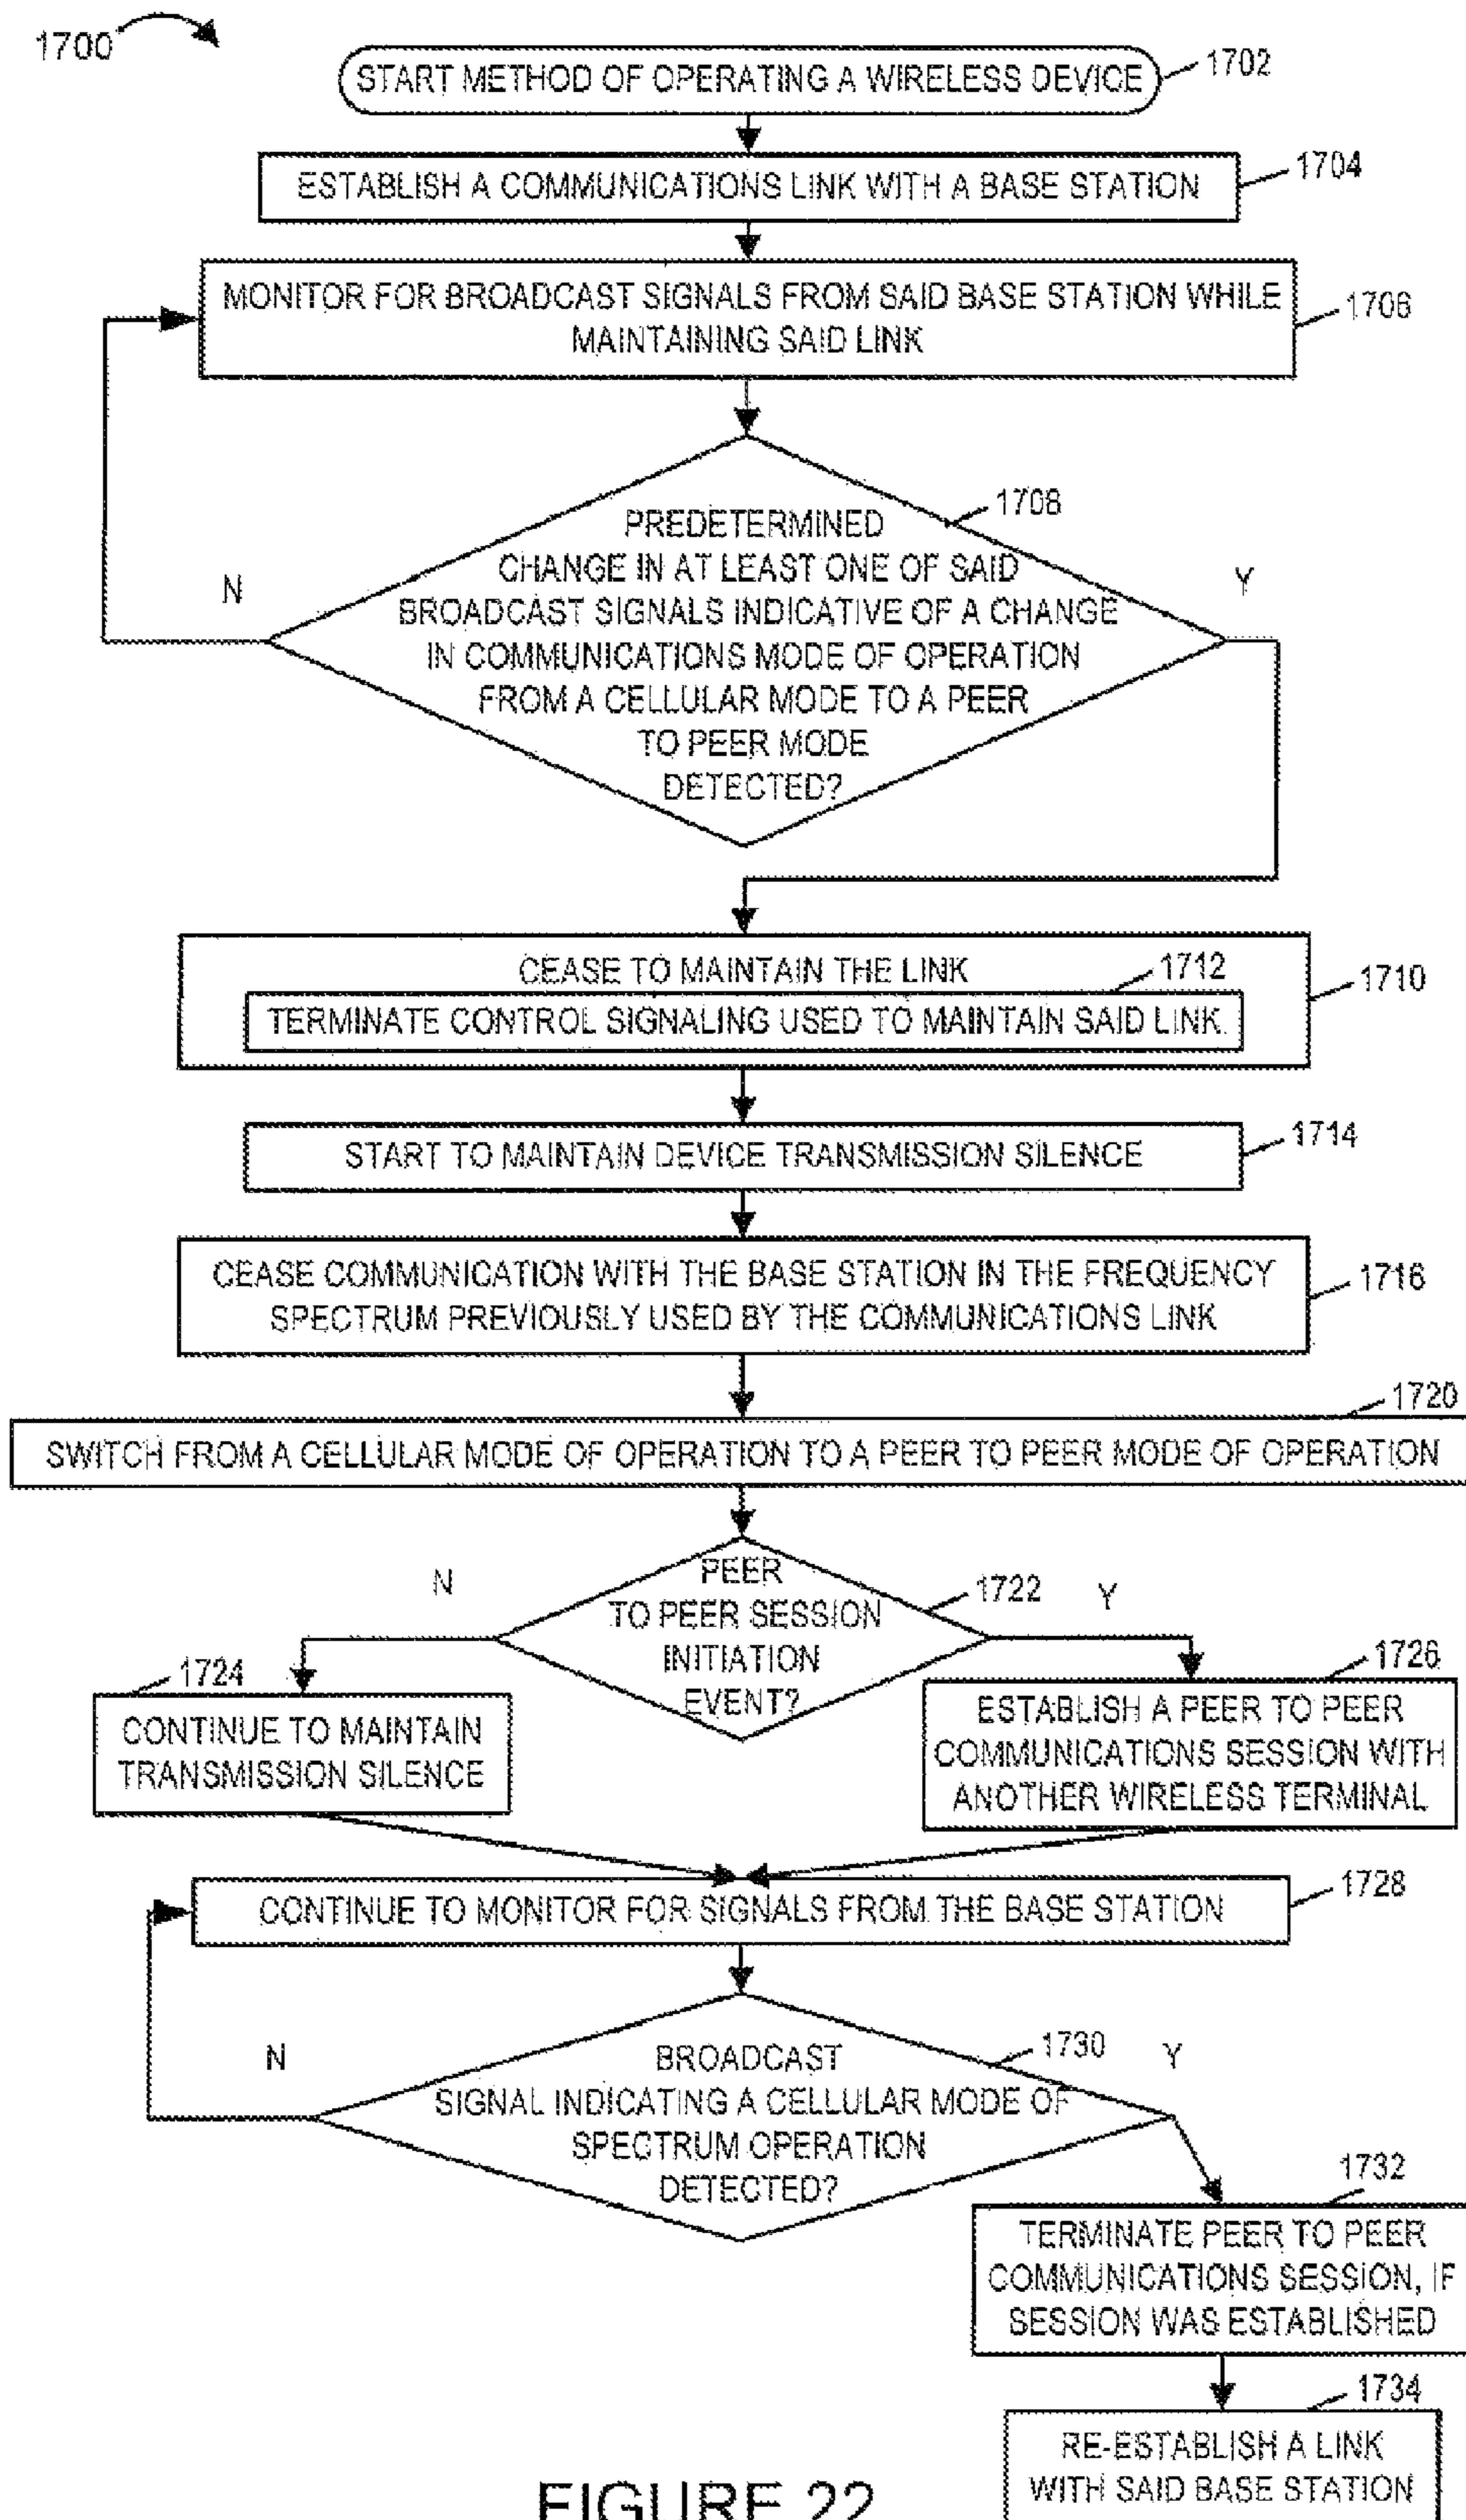 1700
START METHOD OF OPERATING A WIRELESS DEVICE
1702
ESTABLISH A COMMUNICATIONS LINK WITH A BASE STATION
1704
MONITOR FOR BROADCAST SIGNALS FROM SAID BASE STATION WHILE
MAINTAINING SAID LINK
1706
1708
PREDETERMINED
CHANGE IN AT LEAST ONE OF SAID
BROADCAST SIGNALS INDICATIVE OF A CHANGE
IN COMMUNICATIONS MODE OF OPERATION
FROM A CELLULAR MODE TO A PEER
TO PEER MODE
DETECTED?
N
Y
CEASE TO MAINTAIN THE LINK
1712
1710
TERMINATE CONTROL SIGNALING USED TO MAINTAIN SAID LINK.
START TO MAINTAIN DEVICE TRANSMISSION SILENCE
1714
CEASE COMMUNICATION WITH THE BASE STATION IN THE FREQUENCY
SPECTRUM PREVIOUSLY USED BY THE COMMUNICATIONS LINK
1716
1720
SWITCH FROM A CELLULAR MODE OF OPERATION TO A PEER TO PEER MODE OF OPERATION
N
PEER
TO PEER SESSION
INITIATION
EVENT?
1722
Y
1724
CONTINUE TO MAINTAIN
TRANSMISSION SILENCE
1726
ESTABLISH A PEER TO PEER
COMMUNICATIONS SESSION WITH
ANOTHER WIRELESS TERMINAL
CONTINUE TO MONITOR FOR SIGNALS FROM THE BASE STATION
1728
N
BROADCAST
SIGNAL INDICATING A CELLULAR MODE OF
SPECTRUM OPERATION
DETECTED?
1730
Y
1732
TERMINATE PEER TO PEER
COMMUNICATIONS SESSION, IF
SESSION WAS ESTABLISHED
1734
RE-ESTABLISH A LINK
WITH SAID BASE STATION
FIGURE 22